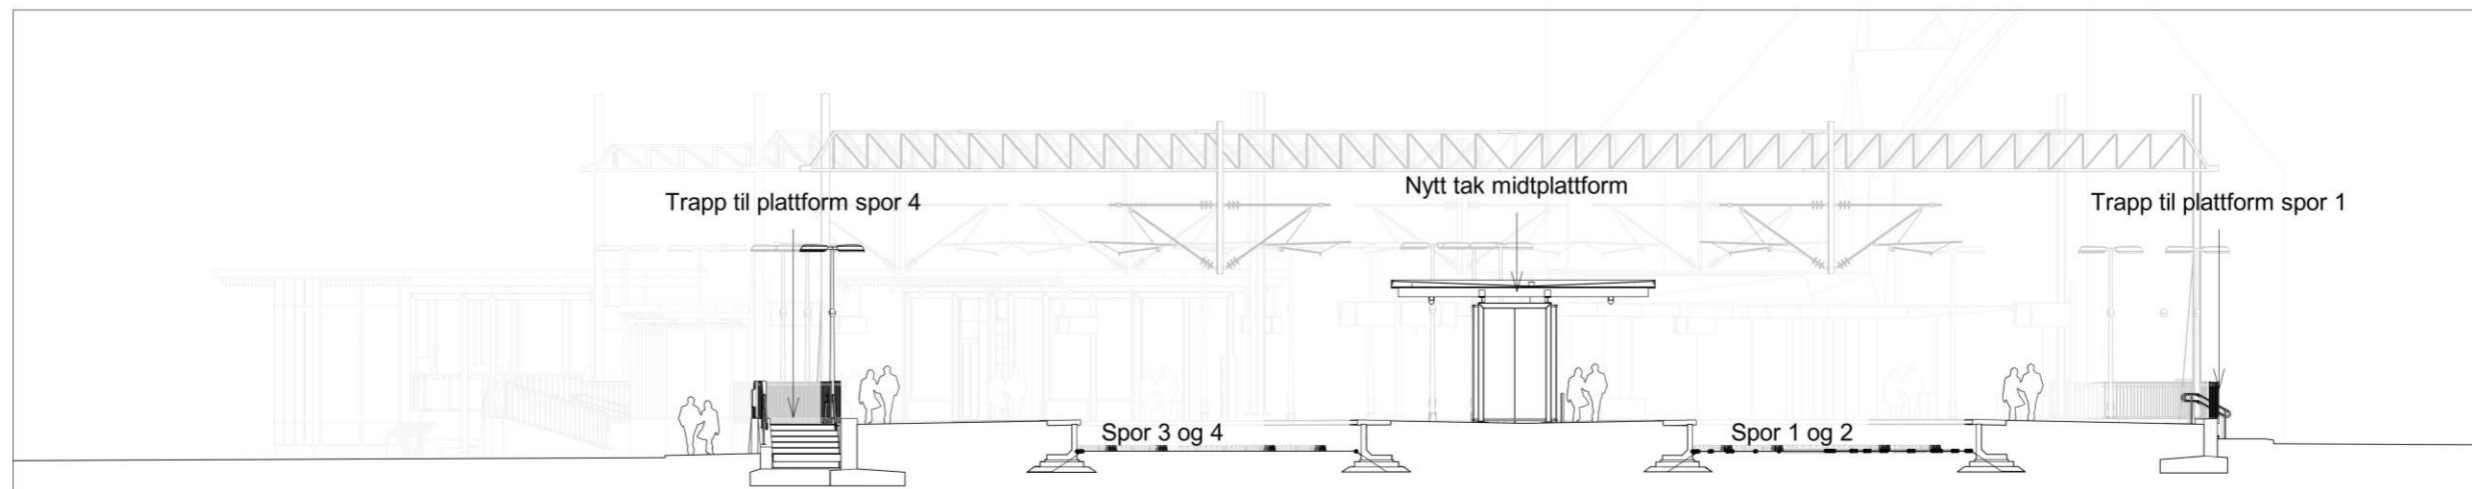 Nytt tak midtplattform
Trapp til plattform spor 4
Trapp til plattform spor 1
Spor 3 og 4
Spor 1 og 2